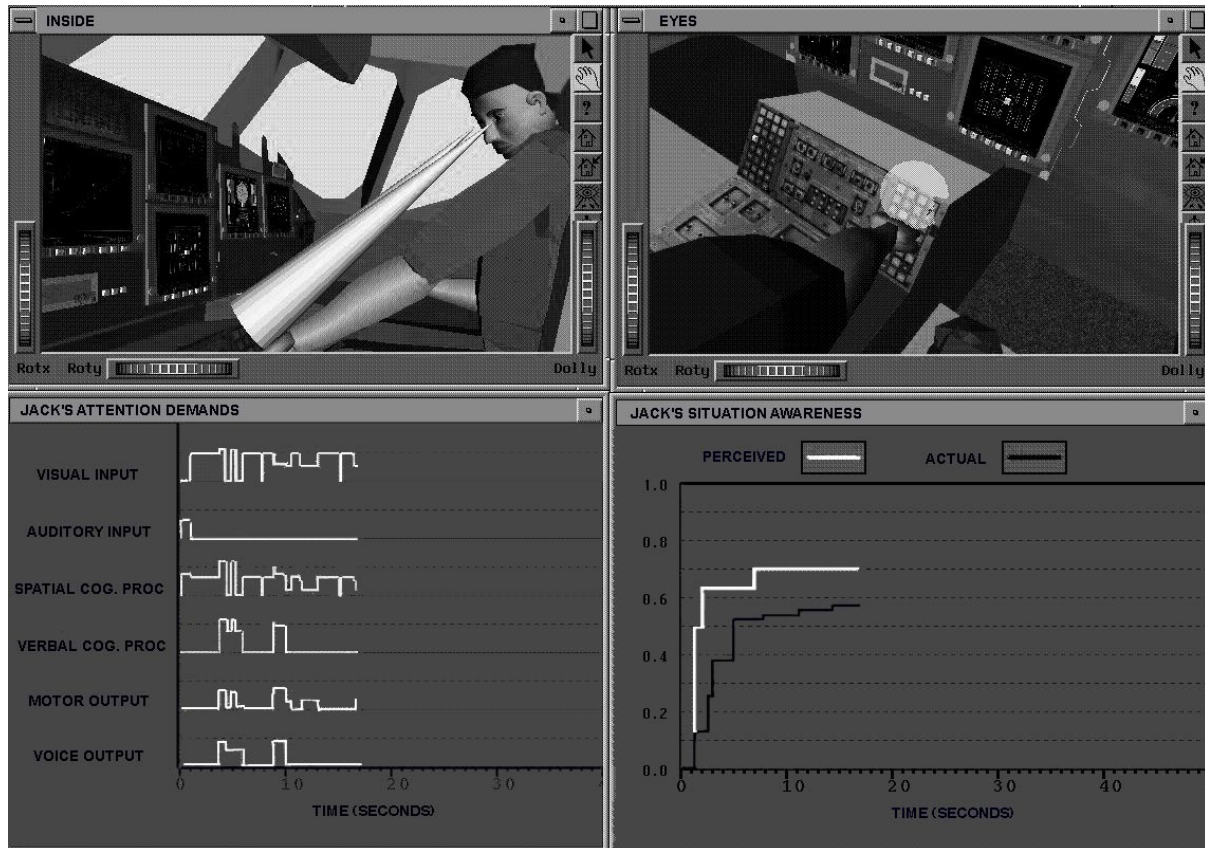 INSIDE
?
Rotx Roty Dolly
EYES
?
Rotx Roty Dolly
JACK'S ATTENTION DEMANDS
VISUAL INPUT
AUDITORY INPUT
SPATIAL COG. PROC
VERBAL COG. PROC
MOTOR OUTPUT
VOICE OUTPUT
0 10 20 30
TIME (SECONDS)
JACK'S SITUATION AWARENESS
PERCEIVED ACTUAL
1.0
0.8
0.6
0.4
0.2
0.0
0 10 20 30 40
TIME (SECONDS)